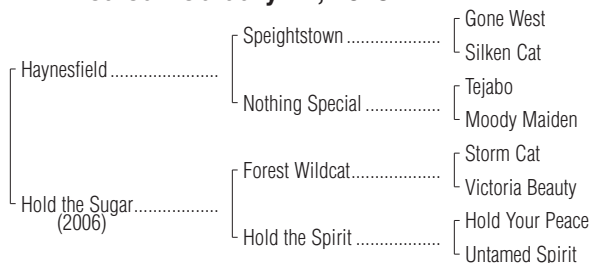 Gone West
Speightstown ....................
Silken Cat
Haynesfield .......................
Tejabo
Nothing Special ................
Moody Maiden
Storm Cat
Forest Wildcat...................
Victoria Beauty
Hold the Sugar..................
(2006)
Hold Your Peace
Hold the Spirit ..................
Untamed Spirit